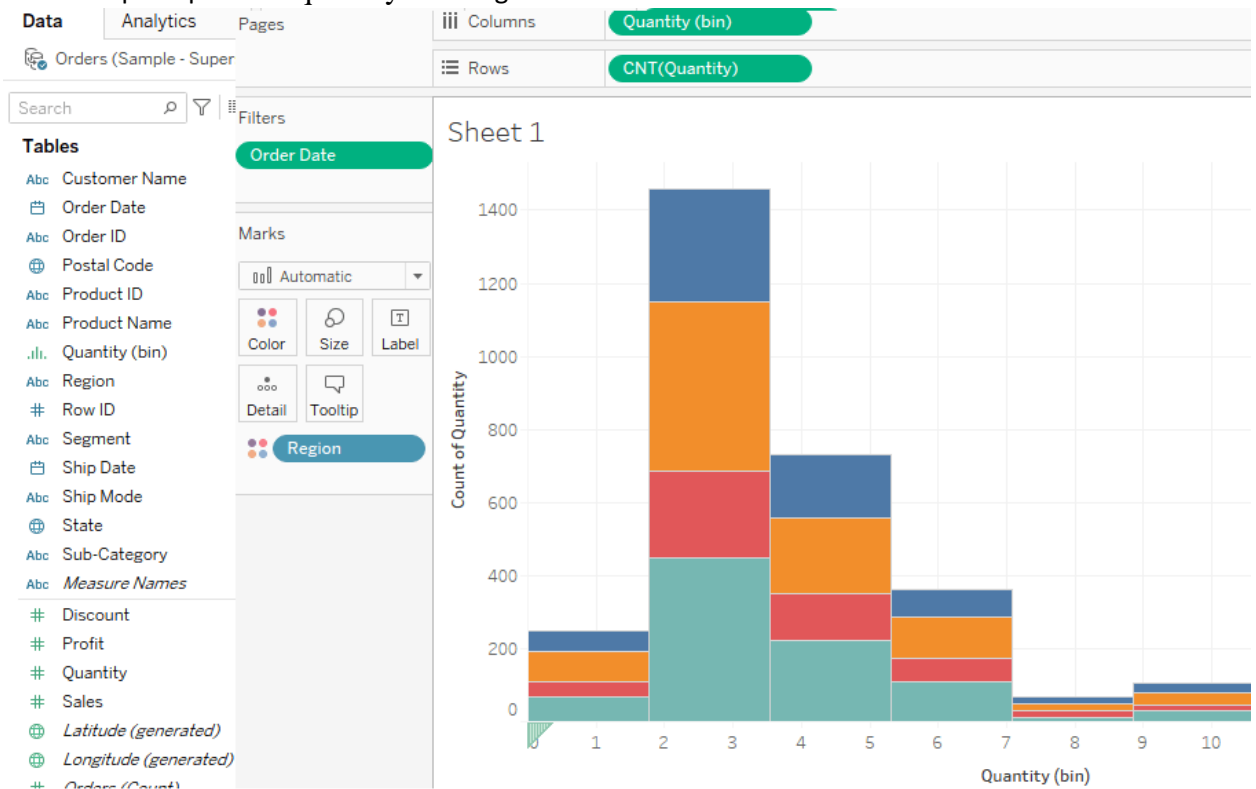 Data
Analytics
Orders (Sample - Super
Search
Tables
Abc Customer Name
Order Date
Abc Order ID
Postal Code
Abc Product ID
Abc Product Name
Quantity (bin)
Abc Region
# Row ID
Abc Segment
Ship Date
Abc Ship Mode
State
Abc Sub-Category
Abc Measure Names
# Discount
# Profit
# Quantity
# Sales
Latitude (generated)
Longitude (generated)
# Orders (Count)
Pages
Filters
Order Date
Marks
Automatic
Color
Size
T
Label
Detail
Tooltip
Region
Columns
Quantity (bin)
Rows
CNT(Quantity)
Sheet 1
Count of Quantity
1400
1200
1000
800
600
400
200
0
0 1 2 3 4 5 6 7 8 9 10
Quantity (bin)